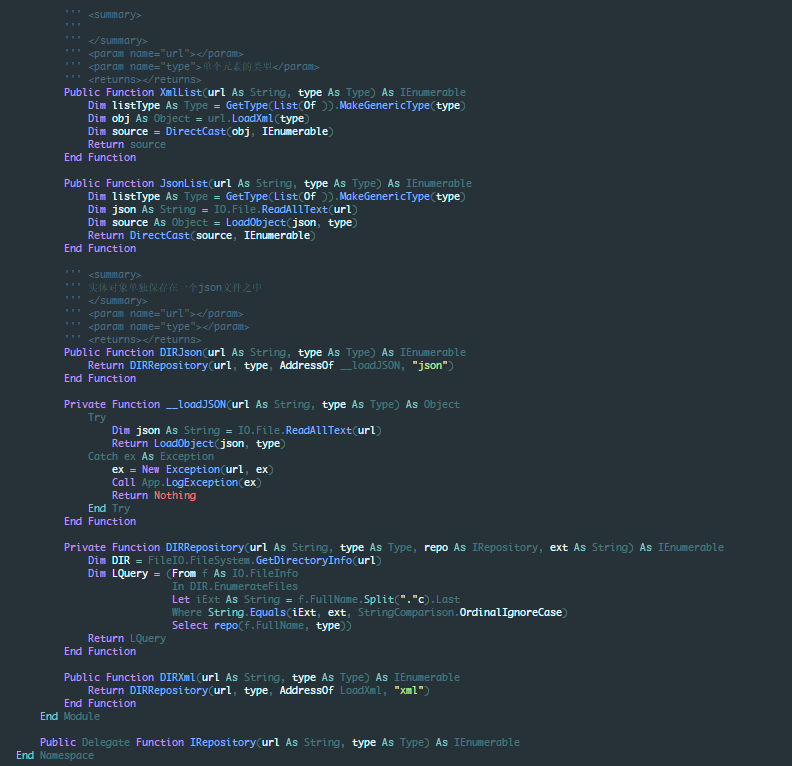 ''' <summary>
'''
''' </summary>
''' <param name="url"></param>
''' <param name="type">单个元素的类型</param>
''' <returns></returns>
Public Function XmlList(url As String, type As Type) As IEnumerable
Dim listType As Type = GetType(List(Of )).MakeGenericType(type)
Dim obj As Object = url.LoadXml(type)
Dim source = DirectCast(obj, IEnumerable)
Return source
End Function
Public Function JsonList(url As String, type As Type) As IEnumerable
Dim listType As Type = GetType(List(Of )).MakeGenericType(type)
Dim json As String = IO.File.ReadAllText(url)
Dim source As Object = LoadObject(json, type)
Return DirectCast(source, IEnumerable)
End Function
''' <summary>
''' 实体对象单独保存在一个json文件之中
''' </summary>
''' <param name="url"></param>
''' <param name="type"></param>
''' <returns></returns>
Public Function DIRJson(url As String, type As Type) As IEnumerable
Return DIRRepository(url, type, AddressOf __loadJSON, "json")
End Function
Private Function __loadJSON(url As String, type As Type) As Object
Try
Dim json As String = IO.File.ReadAllText(url)
Return LoadObject(json, type)
Catch ex As Exception
ex = New Exception(url, ex)
Call App.LogException(ex)
Return Nothing
End Try
End Function
Private Function DIRRepository(url As String, type As Type, repo As IRepository, ext As String) As IEnumerable
Dim DIR = FileIO.FileSystem.GetDirectoryInfo(url)
Dim LQuery = (From f As IO.FileInfo
In DIR.EnumerateFiles
Let iExt As String = f.FullName.Split("."c).Last
Where String.Equals(iExt, ext, StringComparison.OrdinalIgnoreCase)
Select repo(f.FullName, type))
Return LQuery
End Function
Public Function DIRXml(url As String, type As Type) As IEnumerable
Return DIRRepository(url, type, AddressOf LoadXml, "xml")
End Function
End Module
Public Delegate Function IRepository(url As String, type As Type) As IEnumerable
End Namespace